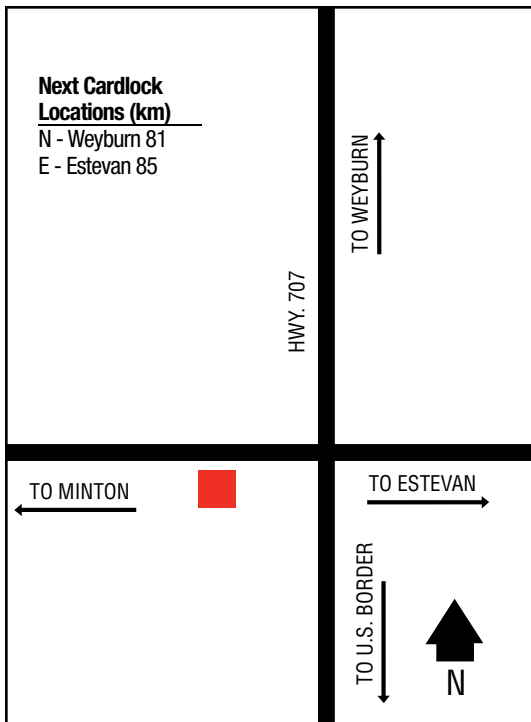 Next Cardlock
Locations (km)
N - Weyburn 81
E - Estevan 85
TO WEYBURN
HWY. 707
TO MINTON
TO ESTEVAN
TO U.S. BORDER
N